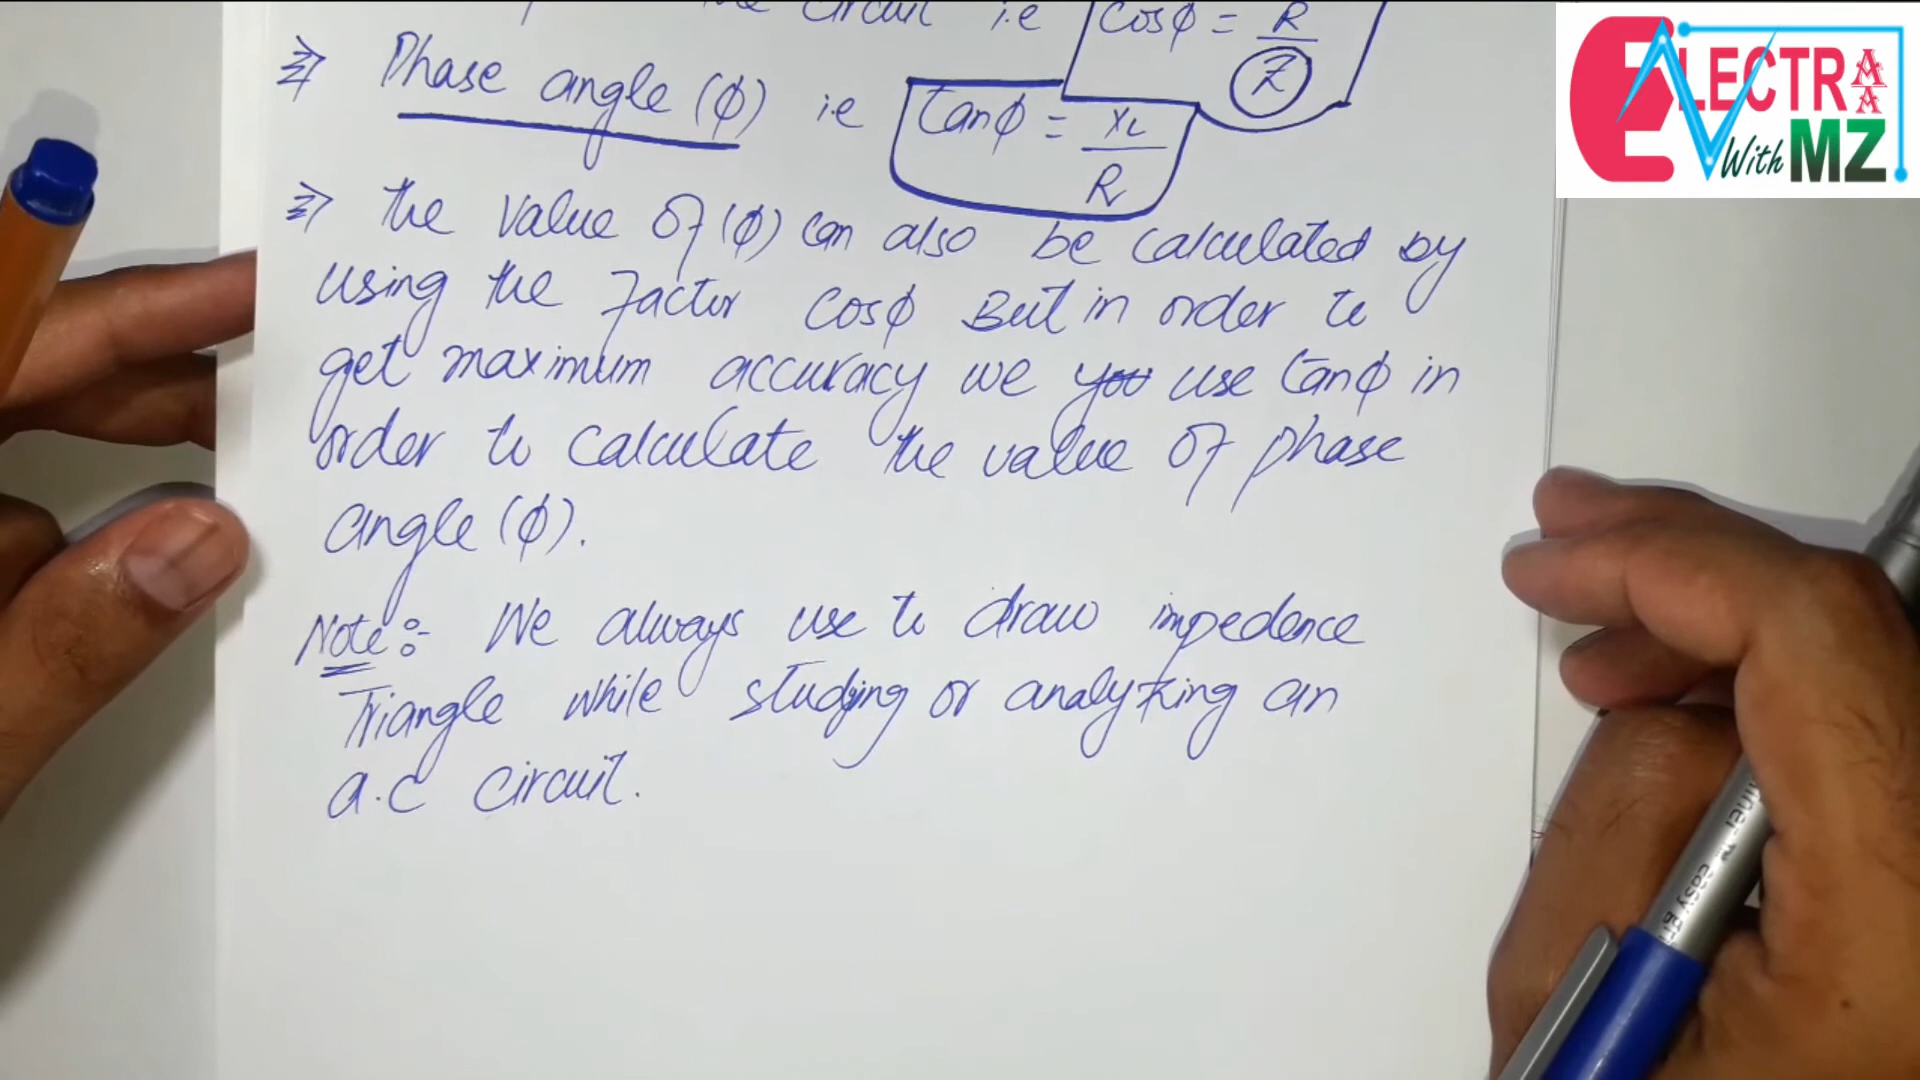 the circuit i.e cosφ = R/Z
⇒ Phase angle (φ) i.e tanφ = XL/R
⇒ the value of (φ) can also be calculated by
using the factor cosφ But in order to
get maximum accuracy we you use tanφ in
order to calculate the value of phase
angle (φ).
Note:- We always use to draw impedence
Triangle while studying or analyzing an
a.c circuit.
ELECTRA
With MZ